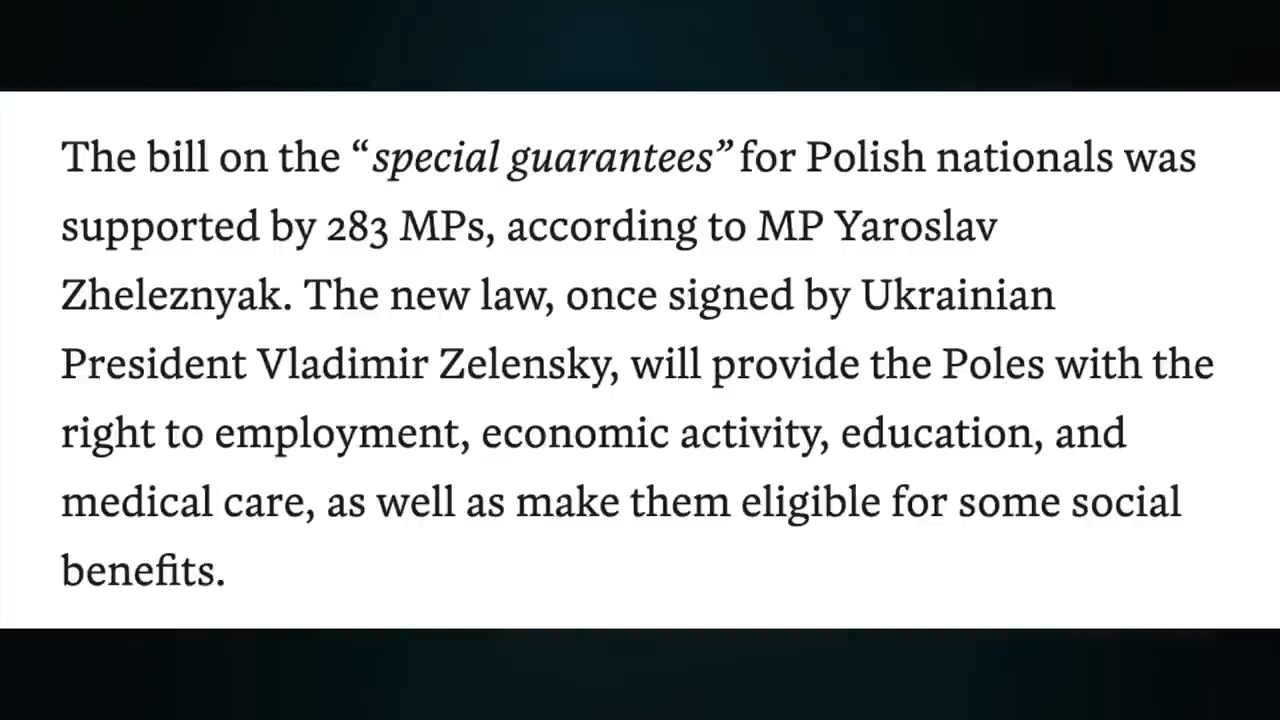 The bill on the “special guarantees” for Polish nationals was
supported by 283 MPs, according to MP Yaroslav
Zheleznyak. The new law, once signed by Ukrainian
President Vladimir Zelensky, will provide the Poles with the
right to employment, economic activity, education, and
medical care, as well as make them eligible for some social
benefits.